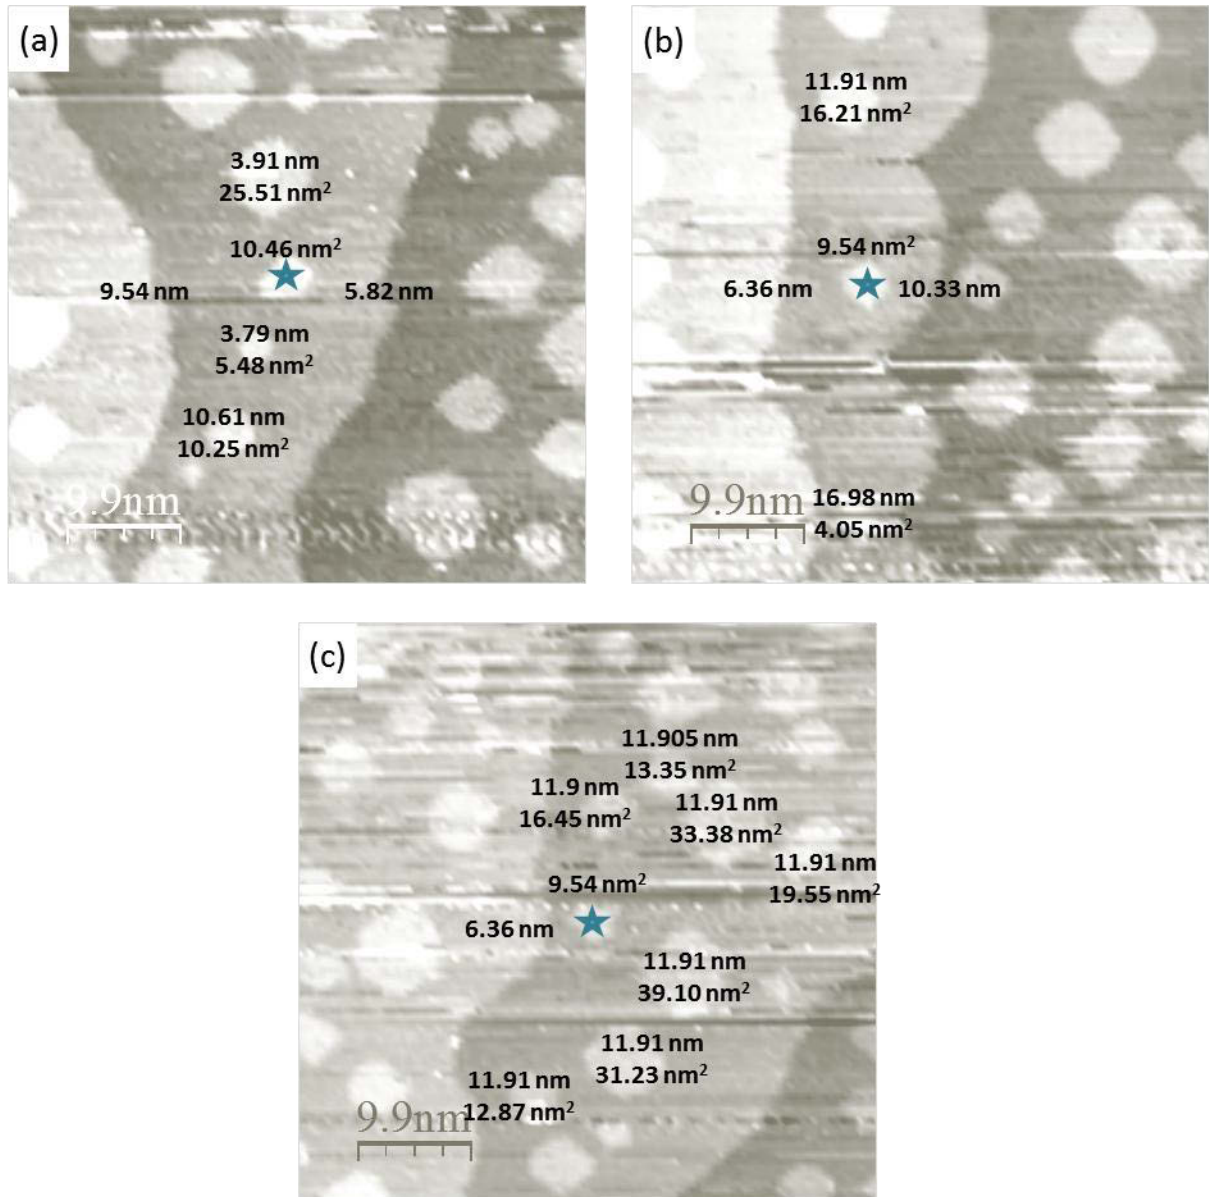 (a)
3.91 nm
25.51 nm²
10.46 nm²
9.54 nm
5.82 nm
3.79 nm
5.48 nm²
10.61 nm
10.25 nm²
9.9nm
(b)
11.91 nm
16.21 nm²
9.54 nm²
6.36 nm
10.33 nm
9.9nm
16.98 nm
4.05 nm²
(c)
11.905 nm
13.35 nm²
11.9 nm
16.45 nm²
11.91 nm
33.38 nm²
11.91 nm
19.55 nm²
9.54 nm²
6.36 nm
11.91 nm
39.10 nm²
11.91 nm
31.23 nm²
11.91 nm
12.87 nm²
9.9nm